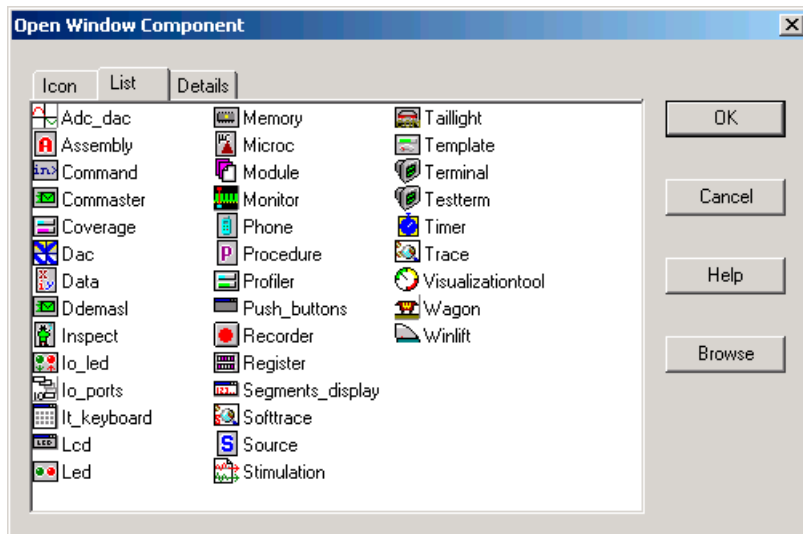 Open Window Component
Icon List Details
Adc_dac
Assembly
Command
Commaster
Coverage
Dac
Data
Ddemasl
Inspect
Io_led
Io_ports
It_keyboard
Lcd
Led
Memory
Microc
Module
Monitor
Phone
Procedure
Profiler
Push_buttons
Recorder
Register
Segments_display
Softtrace
Source
Stimulation
Taillight
Template
Terminal
Testterm
Timer
Trace
Visualizationtool
Wagon
Winlift
OK
Cancel
Help
Browse